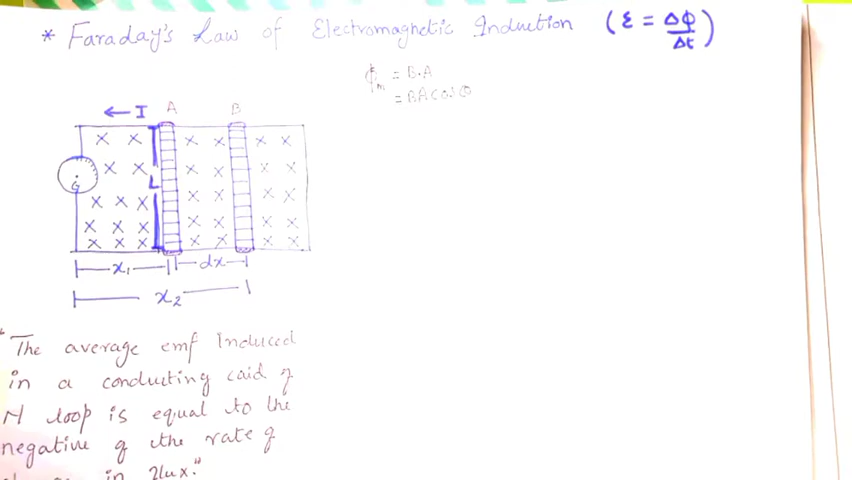 * Faraday's Law of Electromagnetic Induction (ε = Δφ/Δt)
φm = B.A
= BA cos θ
← I A B
G
L
x₁ dx
x₂
"The average emf Induced
in a conducting coid of
N loop is equal to the
negative of the rate of
in flux."